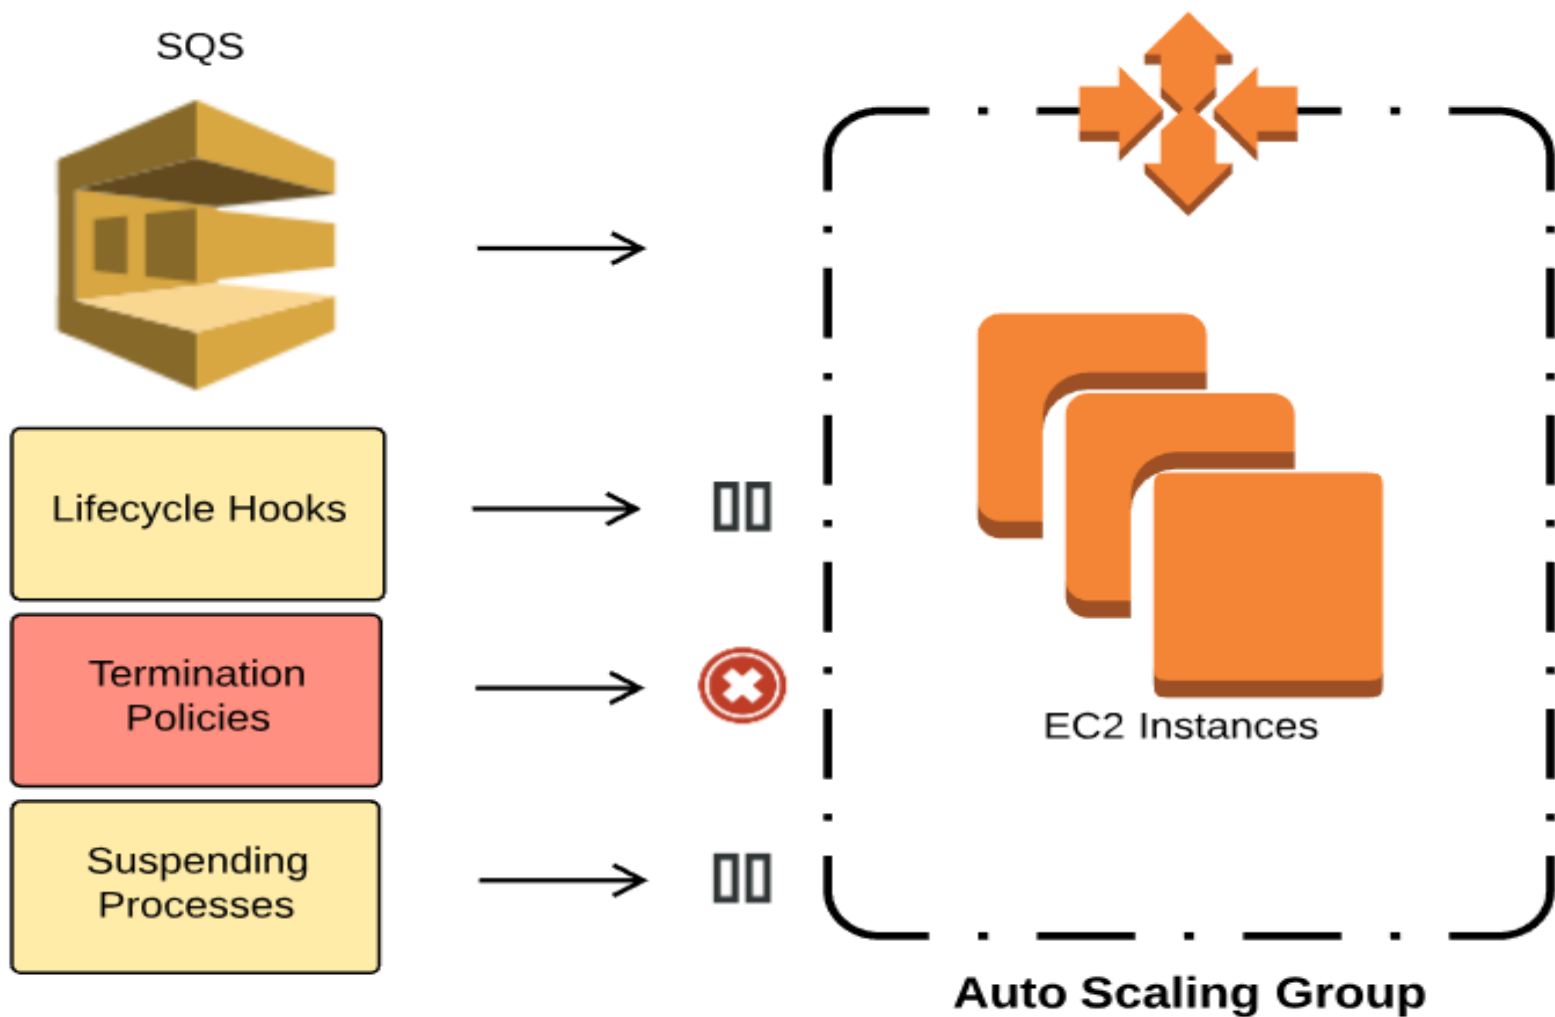 SQS
Lifecycle Hooks
Termination
Policies
Suspending
Processes
EC2 Instances
Auto Scaling Group